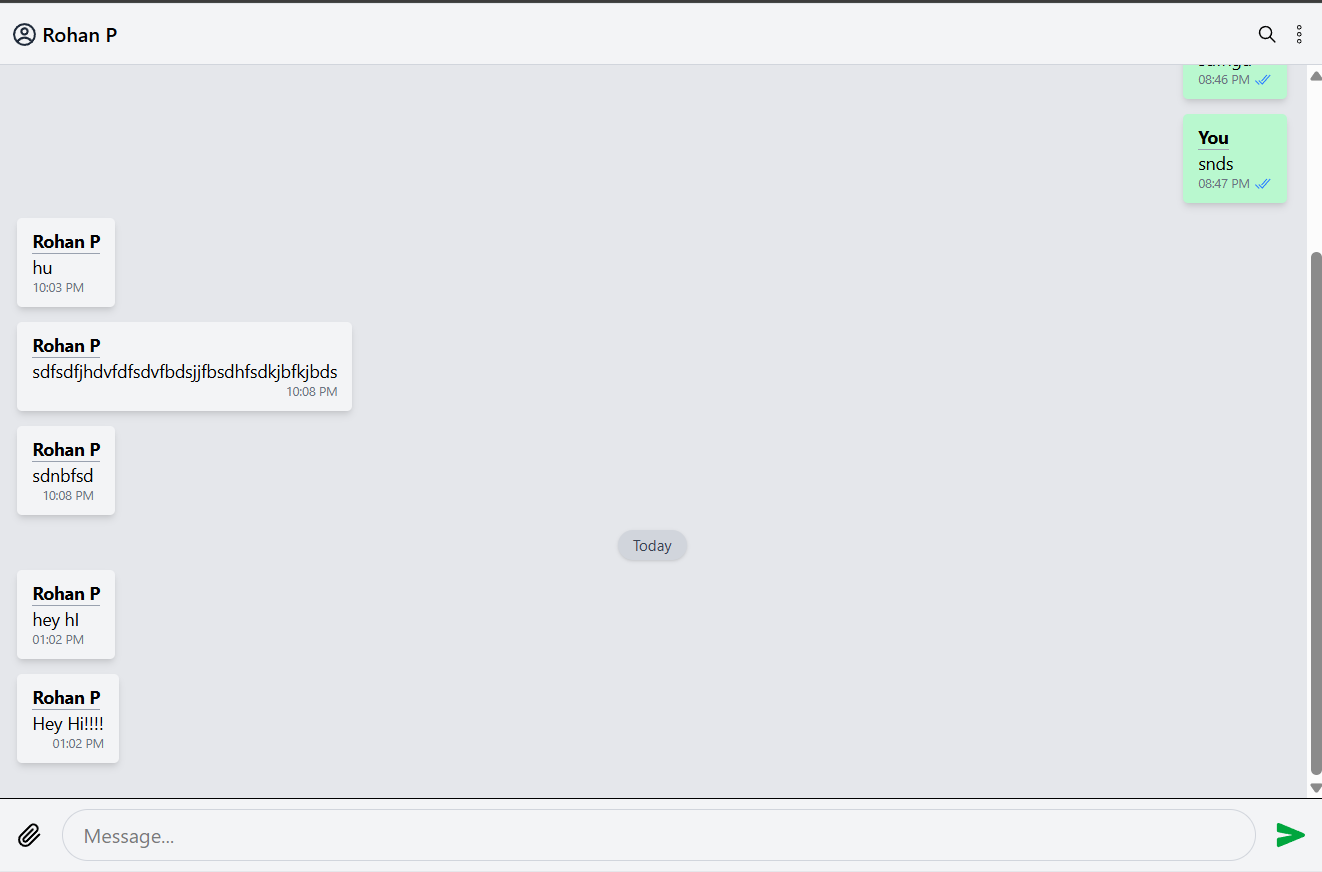 Rohan P
08:46 PM
You
snds
08:47 PM
Rohan P
hu
10:03 PM
Rohan P
sdfsdfjhdvfdfsdvfbdsjjfbsdhfsdkjbfkjbds
10:08 PM
Rohan P
sdnbfsd
10:08 PM
Today
Rohan P
hey hI
01:02 PM
Rohan P
Hey Hi!!!!
01:02 PM
Message...